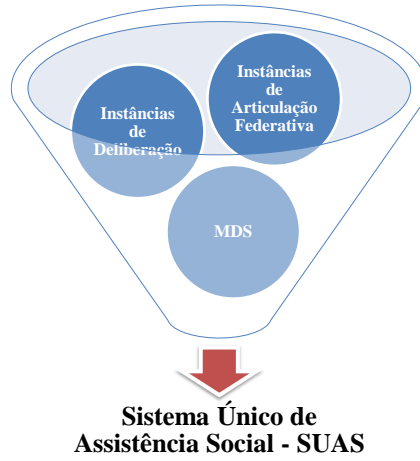 Instâncias
de
Deliberação
Instâncias
de
Articulação
Federativa
MDS
Sistema Único de
Assistência Social - SUAS